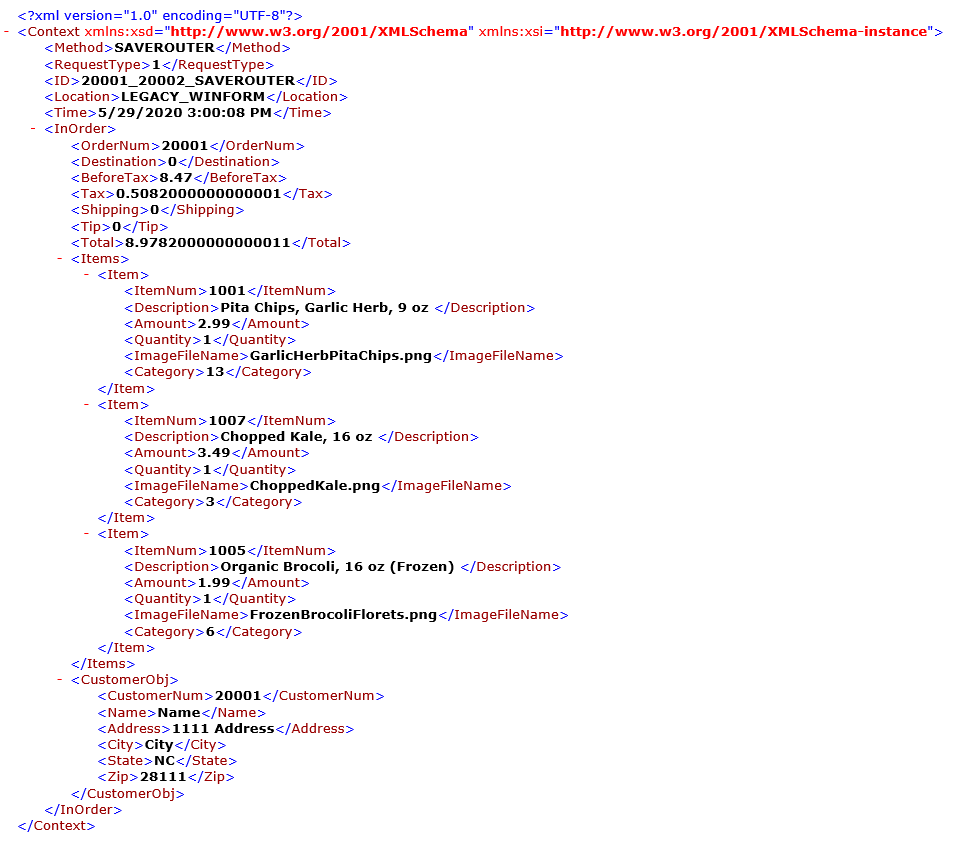 <?xml version="1.0" encoding="UTF-8"?>
- <Context xmlns:xsd="http://www.w3.org/2001/XMLSchema" xmlns:xsi="http://www.w3.org/2001/XMLSchema-instance">
<Method>SAVEROUTER</Method>
<RequestType>1</RequestType>
<ID>20001_20002_SAVEROUTER</ID>
<Location>LEGACY_WINFORM</Location>
<Time>5/29/2020 3:00:08 PM</Time>
- <InOrder>
<OrderNum>20001</OrderNum>
<Destination>0</Destination>
<BeforeTax>8.47</BeforeTax>
<Tax>0.5082000000000001</Tax>
<Shipping>0</Shipping>
<Tip>0</Tip>
<Total>8.9782000000000011</Total>
- <Items>
- <Item>
<ItemNum>1001</ItemNum>
<Description>Pita Chips, Garlic Herb, 9 oz </Description>
<Amount>2.99</Amount>
<Quantity>1</Quantity>
<ImageFileName>GarlicHerbPitaChips.png</ImageFileName>
<Category>13</Category>
</Item>
- <Item>
<ItemNum>1007</ItemNum>
<Description>Chopped Kale, 16 oz </Description>
<Amount>3.49</Amount>
<Quantity>1</Quantity>
<ImageFileName>ChoppedKale.png</ImageFileName>
<Category>3</Category>
</Item>
- <Item>
<ItemNum>1005</ItemNum>
<Description>Organic Brocoli, 16 oz (Frozen) </Description>
<Amount>1.99</Amount>
<Quantity>1</Quantity>
<ImageFileName>FrozenBrocoliFlorets.png</ImageFileName>
<Category>6</Category>
</Item>
</Items>
- <CustomerObj>
<CustomerNum>20001</CustomerNum>
<Name>Name</Name>
<Address>1111 Address</Address>
<City>City</City>
<State>NC</State>
<Zip>28111</Zip>
</CustomerObj>
</InOrder>
</Context>